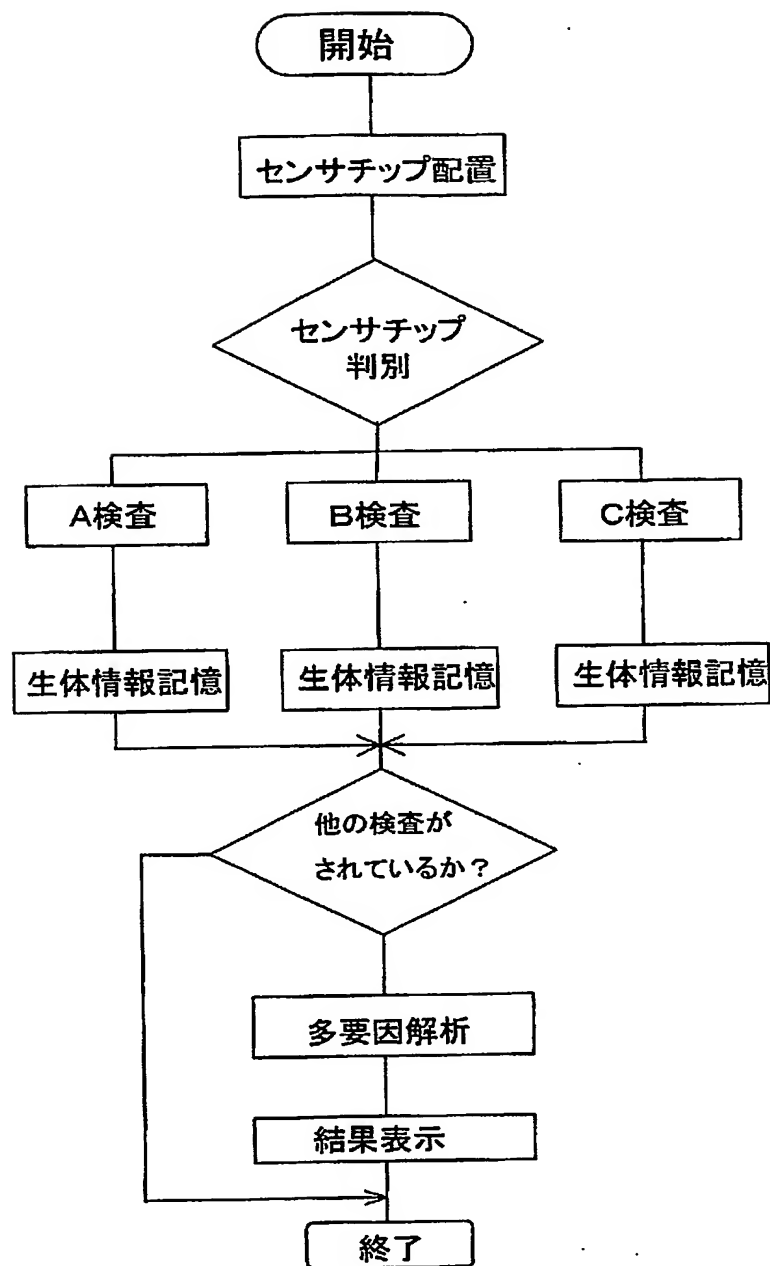 開始
センサチップ配置
センサチップ
判別
A検査
B検査
C検査
生体情報記憶
生体情報記憶
生体情報記憶
他の検査が
されているか？
多要因解析
結果表示
終了